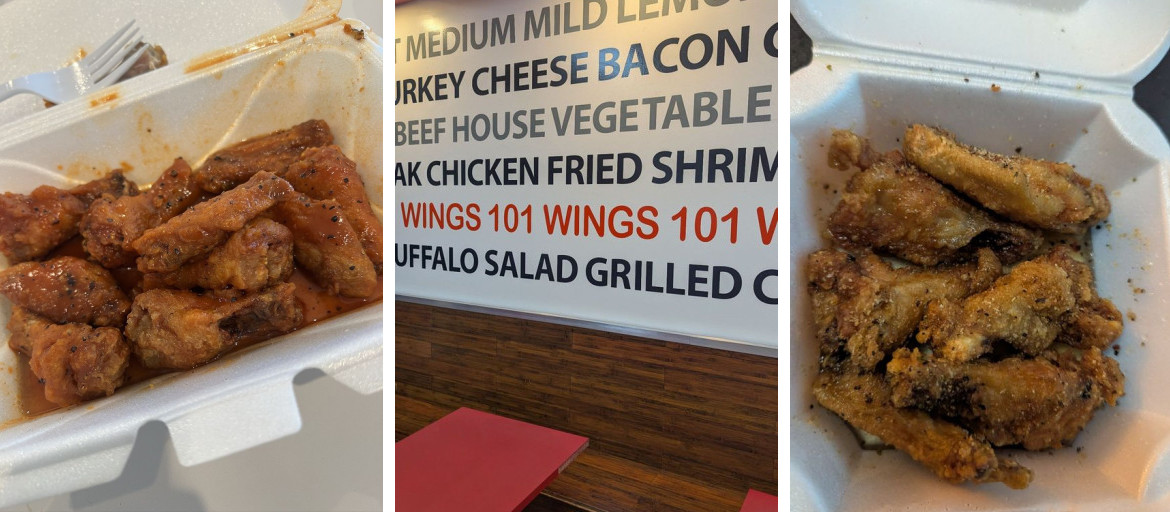 T MEDIUM MILD LEMO
URKEY CHEESE BACON C
BEEF HOUSE VEGETABLE
AK CHICKEN FRIED SHRIM
WINGS 101 WINGS 101 W
UFFALO SALAD GRILLED C